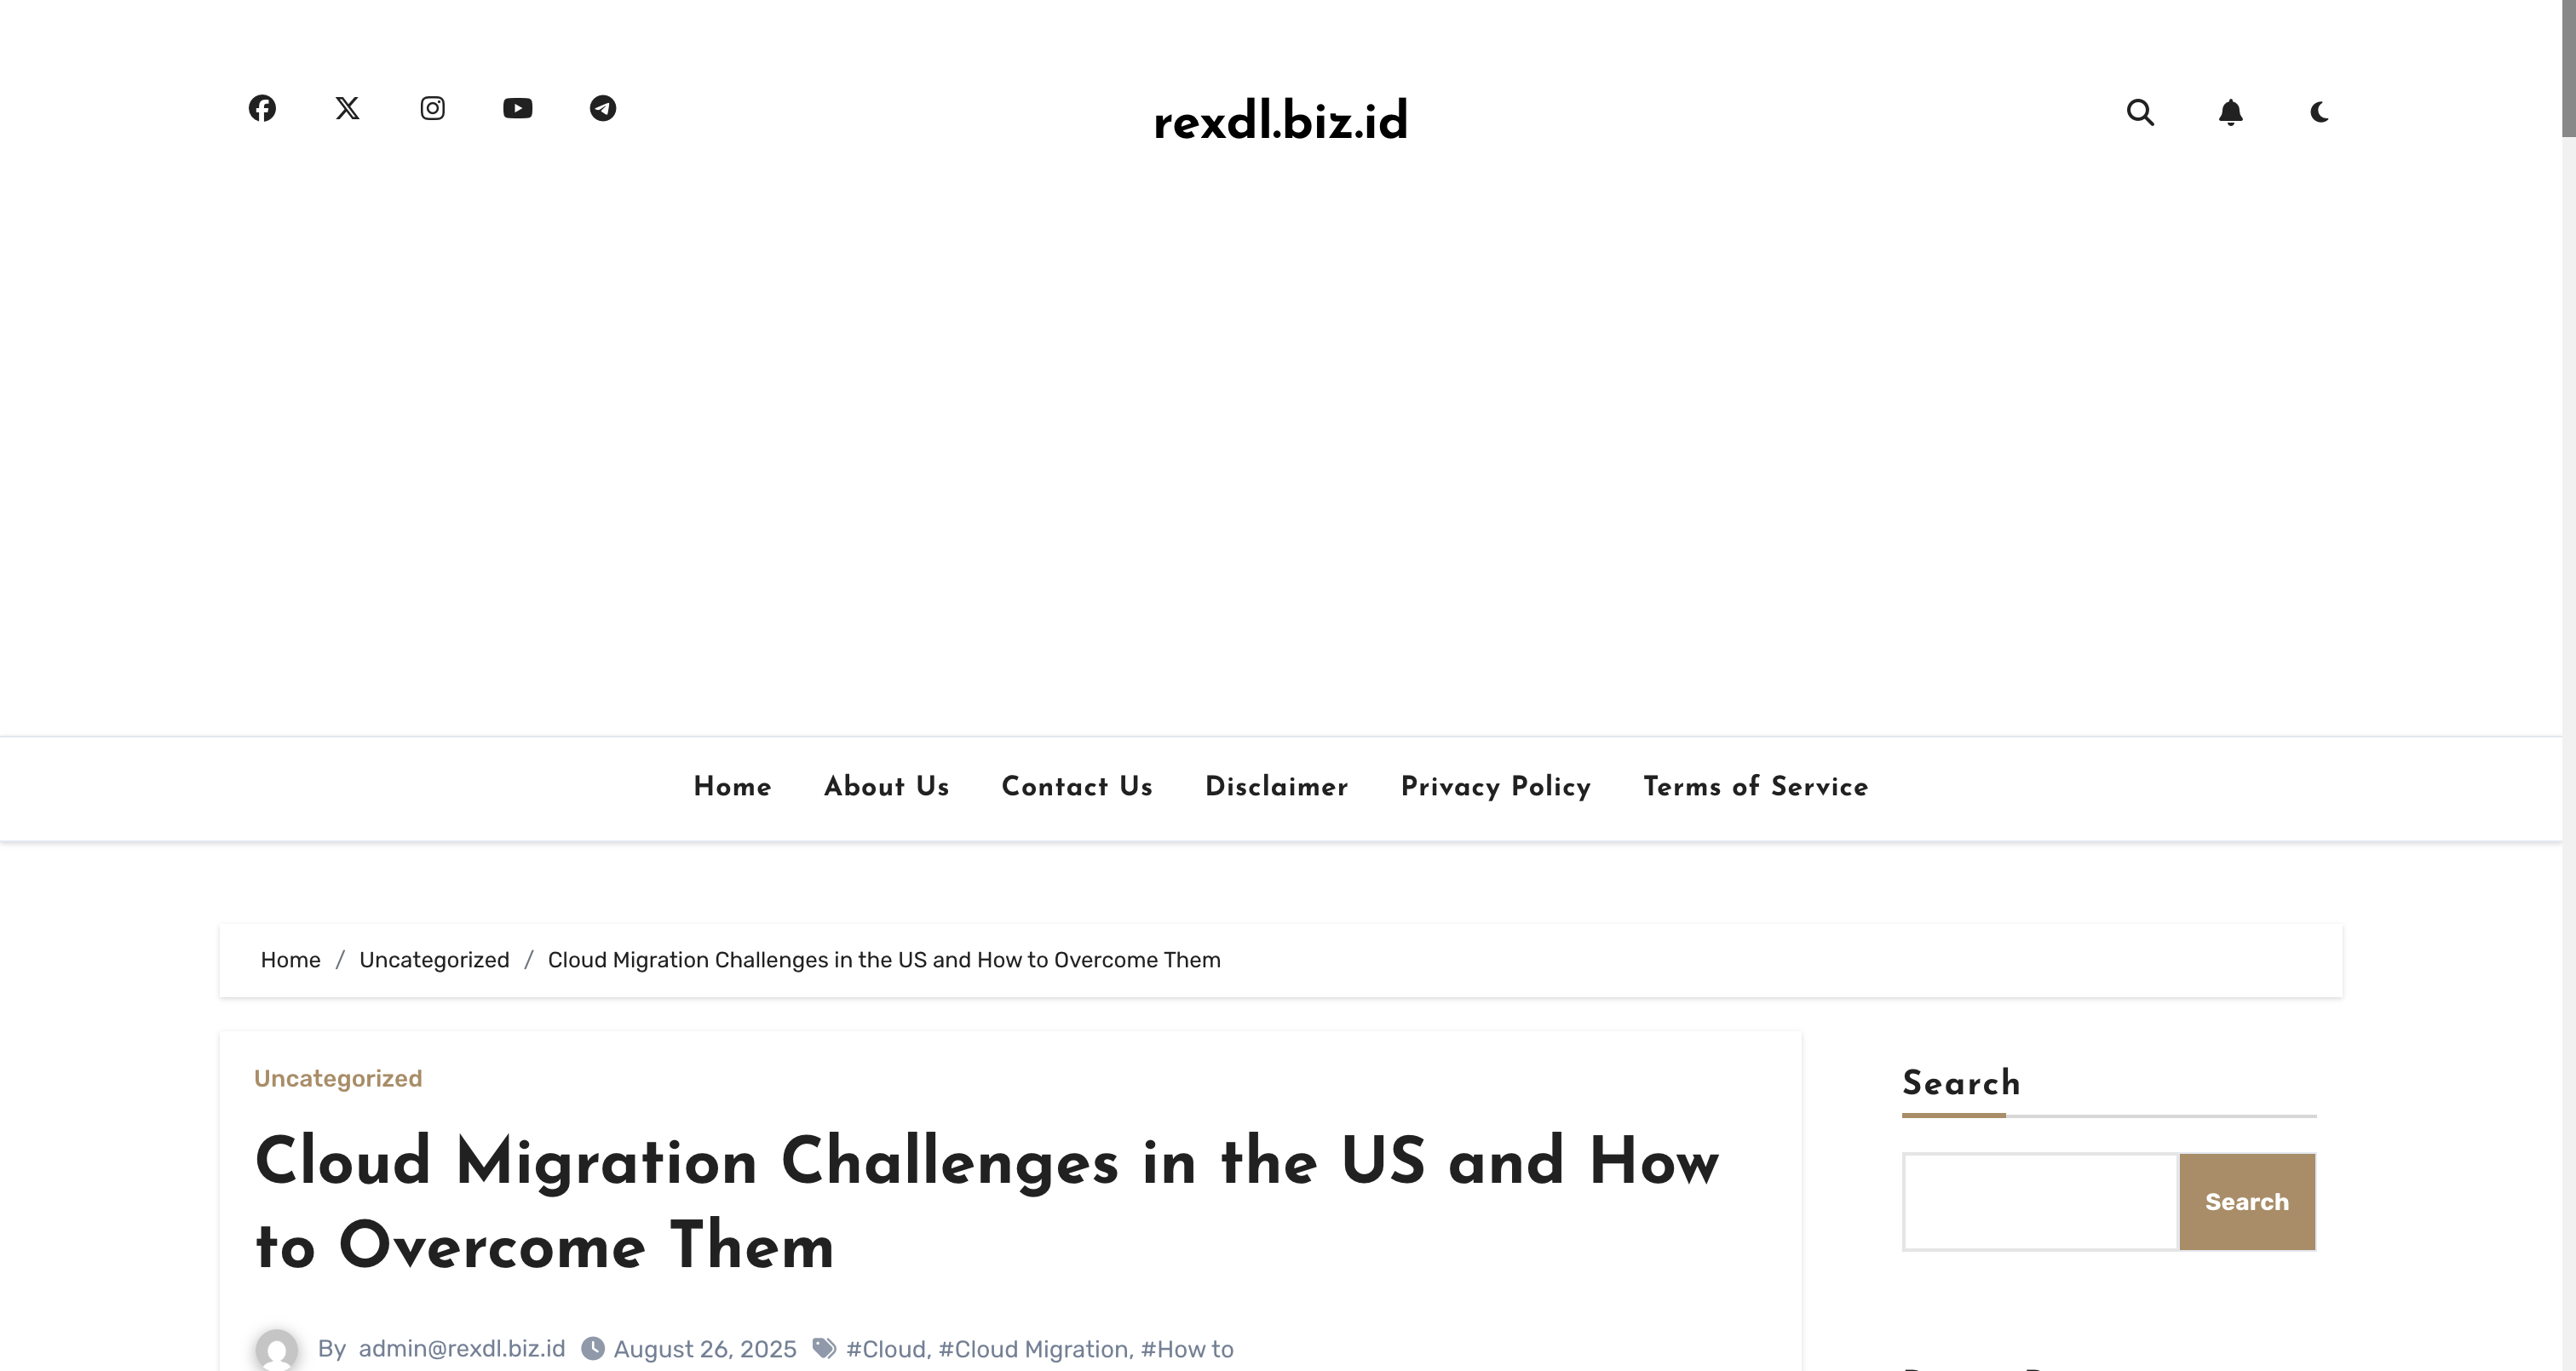 rexdl.biz.id
Home About Us Contact Us Disclaimer Privacy Policy Terms of Service
Home / Uncategorized / Cloud Migration Challenges in the US and How to Overcome Them
Uncategorized
Cloud Migration Challenges in the US and How
to Overcome Them
By admin@rexdl.biz.id August 26, 2025 #Cloud, #Cloud Migration, #How to
Search
Search